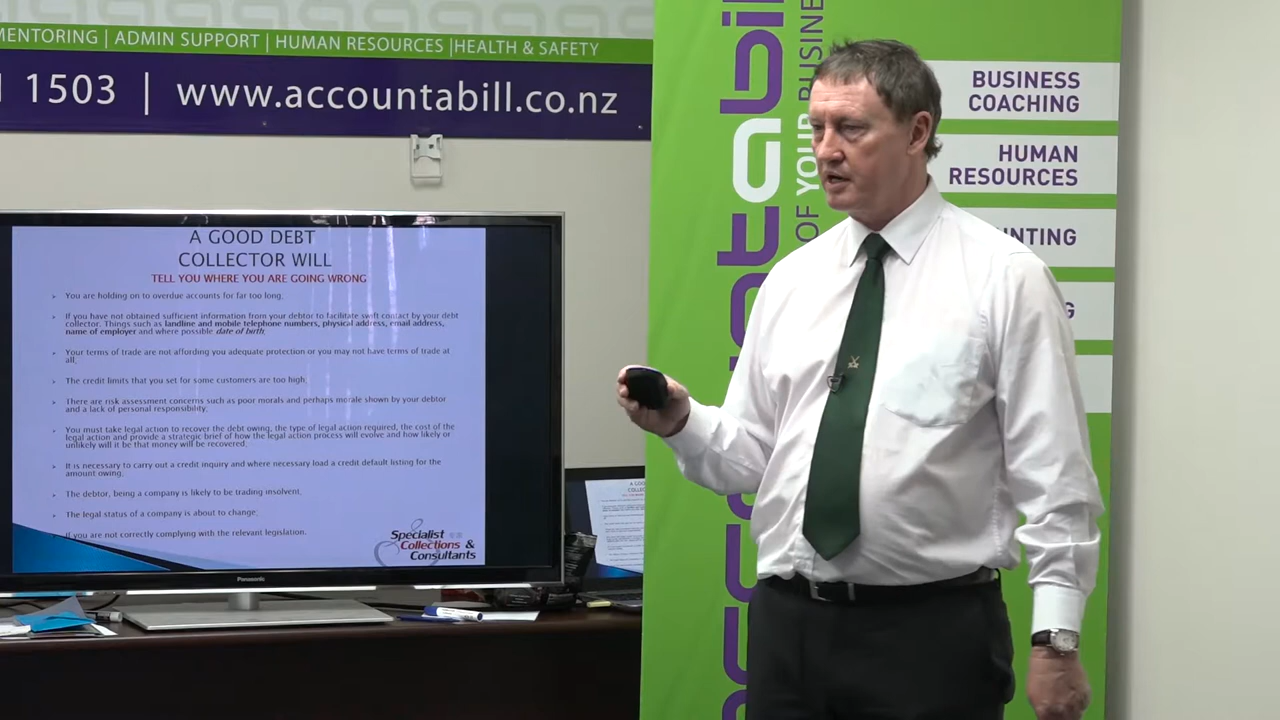 MENTORING | ADMIN SUPPORT | HUMAN RESOURCES |HEALTH & SAFETY
1503 | www.accountabill.co.nz
accountabill
OF YOUR BUSINE
BUSINESS
COACHING
HUMAN
RESOURCES
UNTING
G
A GOOD DEBT
COLLECTOR WILL
TELL YOU WHERE YOU ARE GOING WRONG
You are holding on to overdue accounts for far too long.
If you have not obtained sufficient information from your debtor to facilitate swift contact by your debt
collector. Things such as landline and mobile telephone numbers, physical address, email address,
name of employer and where possible date of birth.
Your terms of trade are not affording you adequate protection or you may not have terms of trade at
all.
The credit limits that you set for some customers are too high.
There are risk assessment concerns such as poor morals and perhaps morale shown by your debtor
and a lack of personal responsibility.
You must take legal action to recover the debt owing, the type of legal action required, the cost of the
legal action and provide a strategic brief of how the legal action process will evolve and how likely or
unlikely will it be that money will be recovered.
It is necessary to carry out a credit inquiry and where necessary load a credit default listing for the
amount owing.
The debtor, being a company is likely to be trading insolvent.
The legal status of a company is about to change.
If you are not correctly complying with the relevant legislation.
Specialist
Collections &
Consultants
Panasonic